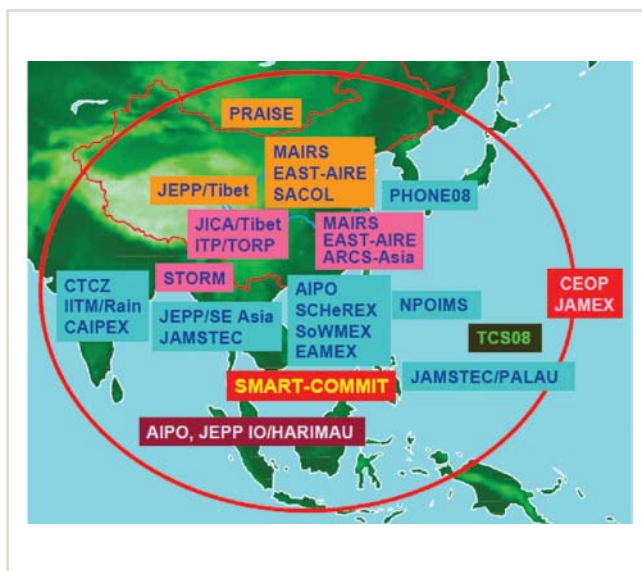 PRAISE
MAIRS
EAST-AIRE
SACOL
JEPP/Tibet
PHONE08
JICA/Tibet
ITP/TORP
MAIRS
EAST-AIRE
ARCS-Asia
STORM
CTCZ
IITM/Rain
CAIPEX
JEPP/SE Asia
JAMSTEC
AIPO
SCHeREX
SoWMEX
EAMEX
NPOIMS
CEOP
JAMEX
TCS08
SMART-COMMIT
JAMSTEC/PALAU
AIPO, JEPP IO/HARIMAU